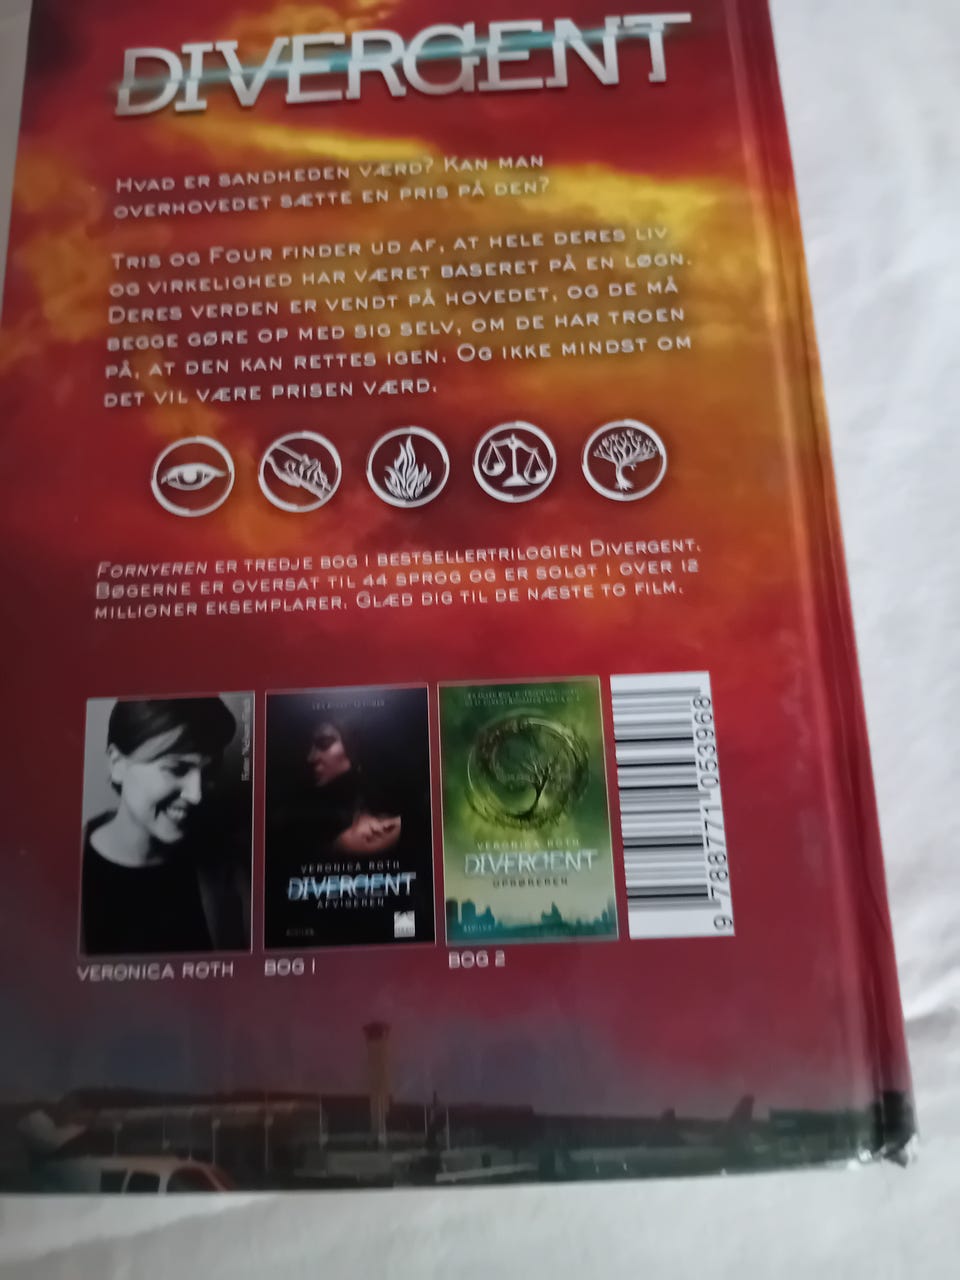 DIVERGENT
HVAD ER SANDHEDEN VÆRD? KAN MAN
OVERHOVEDET SÆTTE EN PRIS PÅ DEN?
TRIS OG FOUR FINDER UD AF, AT HELE DERES LIV
OG VIRKELIGHED HAR VÆRET BASERET PÅ EN LØGN.
DERES VERDEN ER VENDT PÅ HOVEDET, OG DE MÅ
BEGGE GØRE OP MED SIG SELV, OM DE HAR TROEN
PÅ, AT DEN KAN RETTES IGEN. OG IKKE MINDST OM
DET VIL VÆRE PRISEN VÆRD.
FORNYEREN ER TREDJE BOG I BESTSELLERTRILOGIEN DIVERGENT.
BØGERNE ER OVERSAT TIL 44 SPROG OG ER SOLGT I OVER 12
MILLIONER EKSEMPLARER. GLÆD DIG TIL DE NÆSTE TO FILM.
VERONICA ROTH
DIVERGENT
AFVIGEREN
VERONICA ROTH
DIVERGENT
OPRØREREN
9 788771 053968
VERONICA ROTH
BOG 1
BOG 2